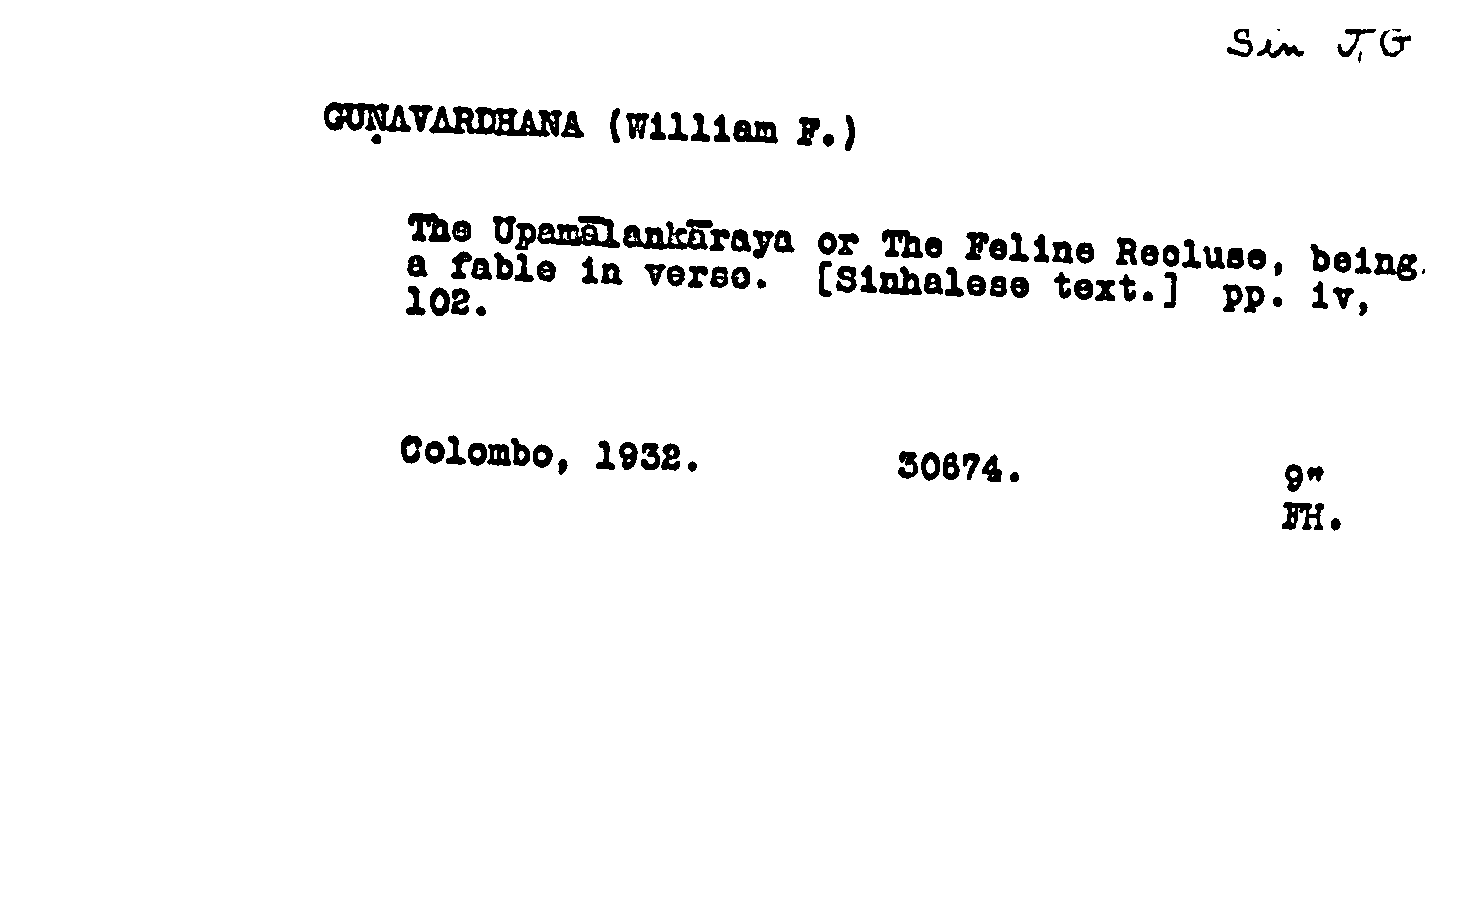 Sin J,G
GUṆAVARDHANA (William F.)
The Upamālankāraya or The Feline Recluse, being
a fable in verse. [Sinhalese text.] pp. iv,
102.
Colombo, 1932. 30674. 9"
FH.